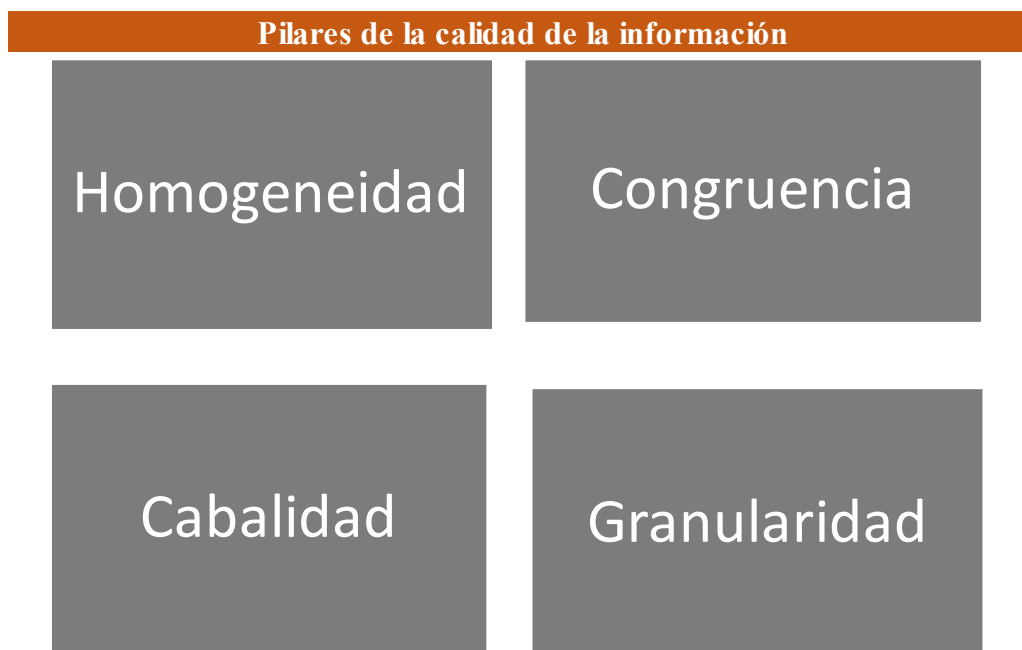 Pilares de la calidad de la información
Homogeneidad
Congruencia
Cabalidad
Granularidad